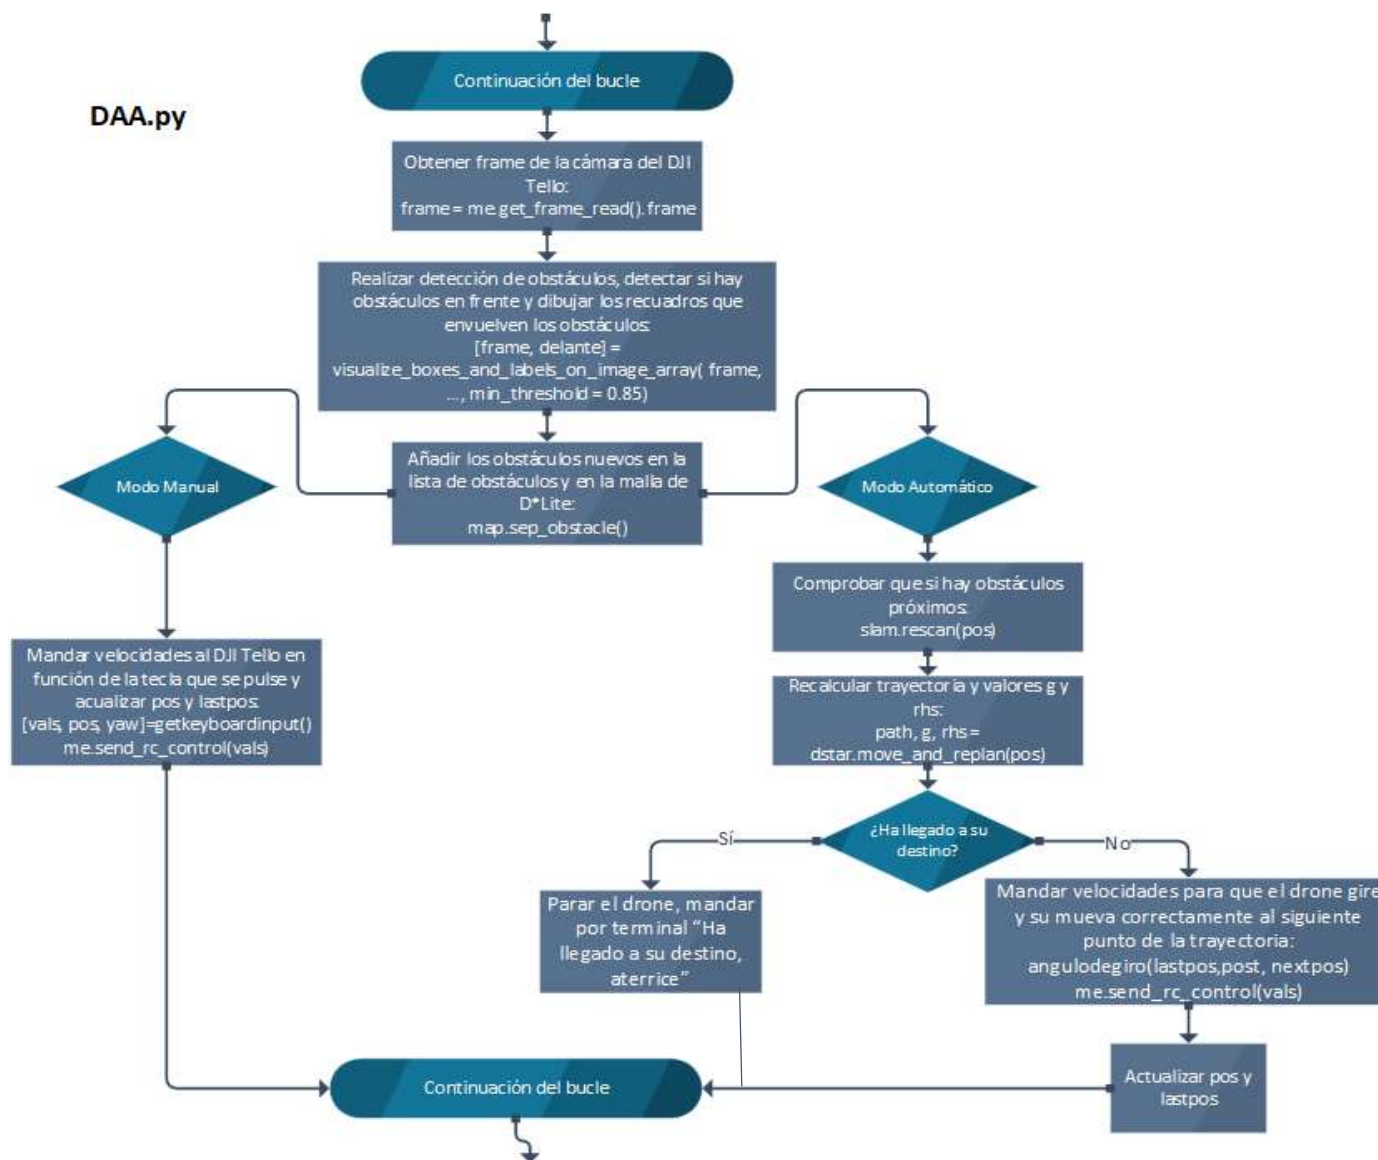 Continuación del bucle
DAA.py
Obtener frame de la cámara del DJI
Tello:
frame = me.get_frame_read().frame
Realizar detección de obstáculos, detectar si hay
obstáculos en frente y dibujar los recuadros que
envuelven los obstáculos:
[frame, delante] =
visualize_boxes_and_labels_on_image_array( frame,
..., min_threshold = 0.85)
Modo Manual
Añadir los obstáculos nuevos en la
lista de obstáculos y en la malla de
D*Lite:
map.sep_obstacle()
Modo Automático
Comprobar que si hay obstáculos
próximos:
slam.rescan(pos)
Mandar velocidades al DJI Tello en
función de la tecla que se pulse y
acualizar pos y lastpos:
[vals, pos, yaw]=getkeyboardinput()
me.send_rc_control(vals)
Recalcular trayectoria y valores g y
rhs:
path, g, rhs =
dstar.move_and_replan(pos)
¿Ha llegado a su
destino?
Sí
No
Parar el drone, mandar
por terminal “Ha
llegado a su destino,
aterrice”
Mandar velocidades para que el drone gire
y su mueva correctamente al siguiente
punto de la trayectoria:
angulodegiro(lastpos,post, nextpos)
me.send_rc_control(vals)
Actualizar pos y
lastpos
Continuación del bucle